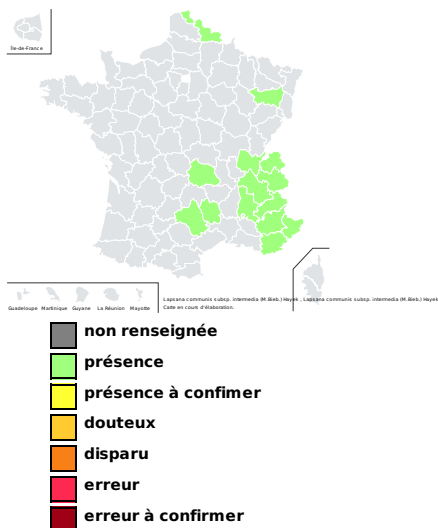 Île-de-France
Guadeloupe Martinique Guyane La Réunion Mayotte
Lapsana communis subsp. intermedia (M.Bieb.) Hayek , Lapsana communis subsp. intermedia (M.Bieb.) Hayek
Carte en cours d'élaboration.
non renseignée
présence
présence à confimer
douteux
disparu
erreur
erreur à confirmer